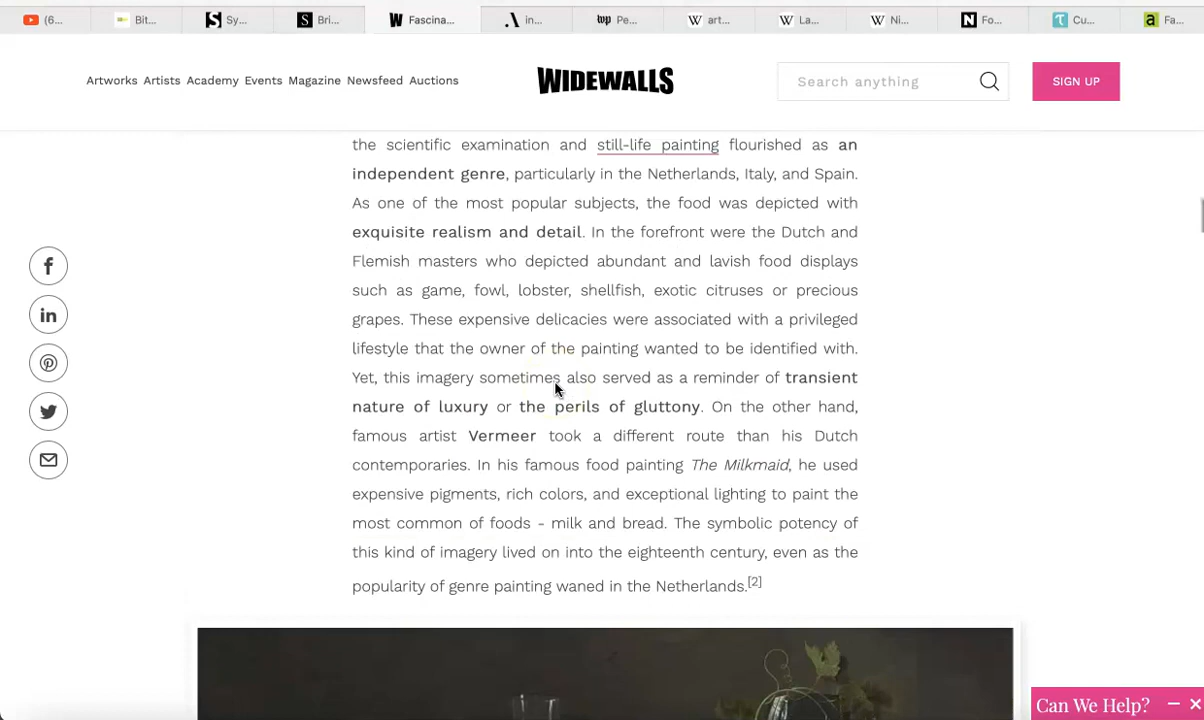 (6...
Bit...
Sy...
Bri...
Fascina...
in...
Pe...
art...
La...
Ni...
Fo...
Cu...
Fa...
Artworks Artists Academy Events Magazine Newsfeed Auctions
WIDEWALLS
Search anything
SIGN UP
the scientific examination and still-life painting flourished as an
independent genre, particularly in the Netherlands, Italy, and Spain.
As one of the most popular subjects, the food was depicted with
exquisite realism and detail. In the forefront were the Dutch and
Flemish masters who depicted abundant and lavish food displays
such as game, fowl, lobster, shellfish, exotic citruses or precious
grapes. These expensive delicacies were associated with a privileged
lifestyle that the owner of the painting wanted to be identified with.
Yet, this imagery sometimes also served as a reminder of transient
nature of luxury or the perils of gluttony. On the other hand,
famous artist Vermeer took a different route than his Dutch
contemporaries. In his famous food painting The Milkmaid, he used
expensive pigments, rich colors, and exceptional lighting to paint the
most common of foods - milk and bread. The symbolic potency of
this kind of imagery lived on into the eighteenth century, even as the
popularity of genre painting waned in the Netherlands.[2]
Can We Help?